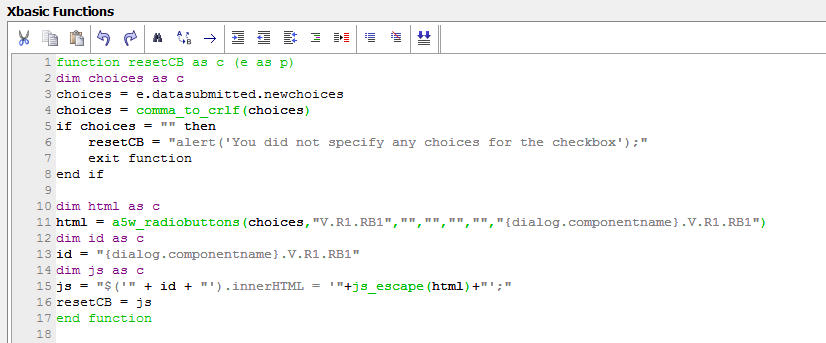 Xbasic Functions
1 function resetCB as c (e as p)
2 dim choices as c
3 choices = e.datasubmitted.newchoices
4 choices = comma_to_crlf(choices)
5 if choices = "" then
6     resetCB = "alert('You did not specify any choices for the checkbox');"
7     exit function
8 end if
9
10 dim html as c
11 html = a5w_radiobuttons(choices,"V.R1.RB1","","","","","{dialog.componentname}.V.R1.RB1")
12 dim id as c
13 id = "{dialog.componentname}.V.R1.RB1"
14 dim js as c
15 js = "$('" + id + "').innerHTML = '"+js_escape(html)+"';"
16 resetCB = js
17 end function
18